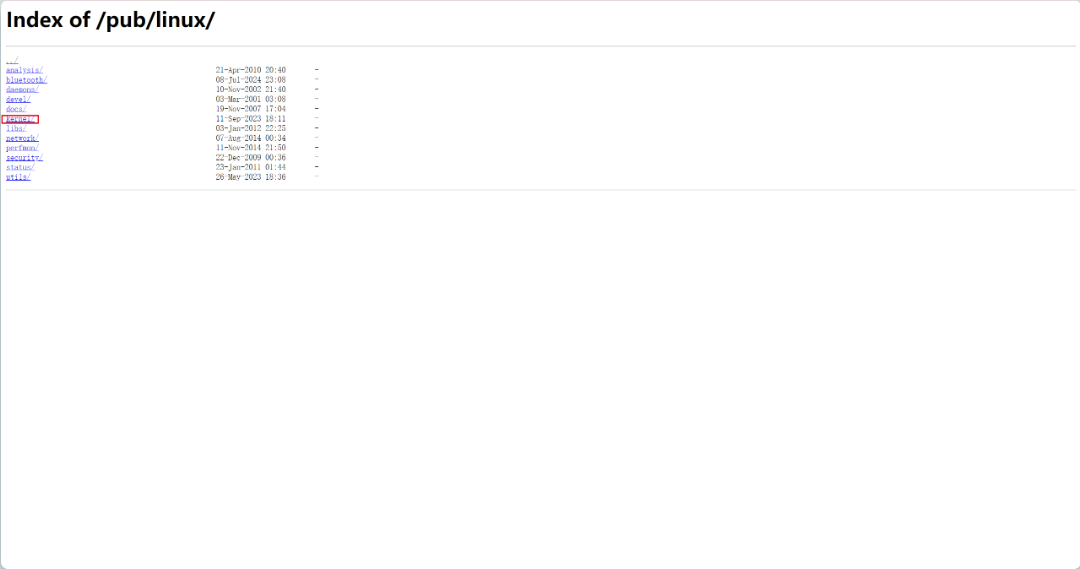 Index of /pub/linux/
../
analysis/ 21-Apr-2010 20:40 -
bluetooth/ 08-Jul-2024 23:08 -
daemons/ 10-Nov-2002 21:40 -
devel/ 03-Mar-2001 03:08 -
docs/ 19-Nov-2007 17:04 -
kernel/ 11-Sep-2023 18:11 -
libs/ 03-Jan-2012 22:25 -
network/ 07-Aug-2014 00:34 -
perfmon/ 11-Nov-2014 21:50 -
security/ 22-Dec-2009 00:36 -
status/ 23-Jan-2011 01:44 -
utils/ 26-May-2023 18:36 -